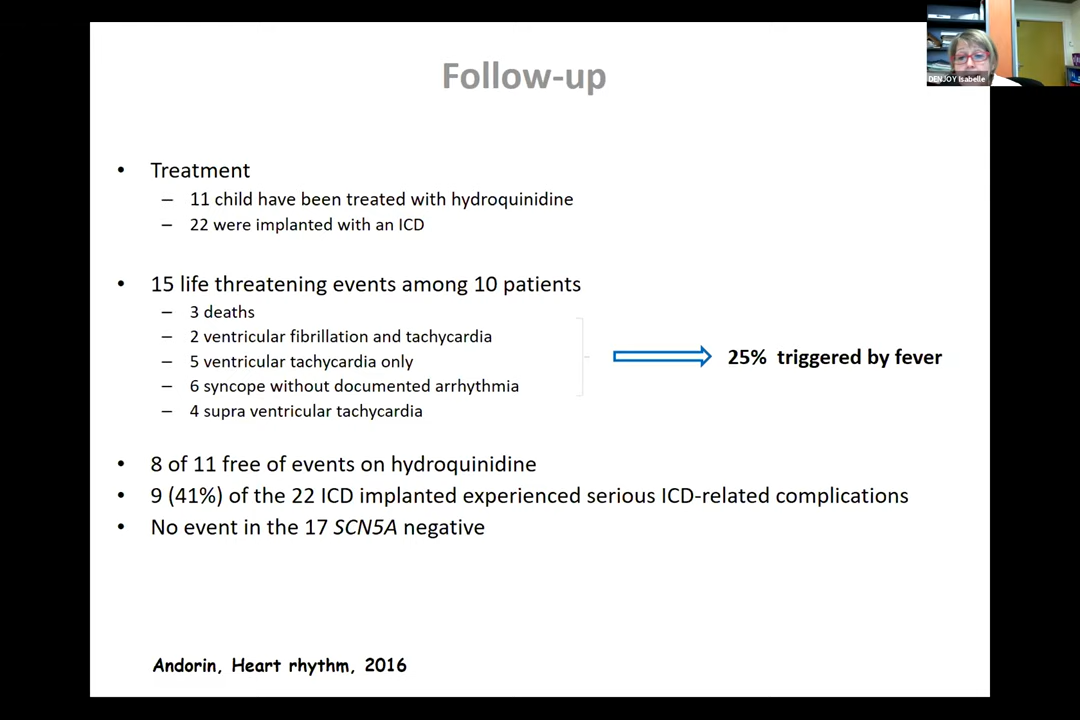 Follow-up
DENJOY Isabelle
• Treatment
– 11 child have been treated with hydroquinidine
– 22 were implanted with an ICD
• 15 life threatening events among 10 patients
– 3 deaths
– 2 ventricular fibrillation and tachycardia
– 5 ventricular tachycardia only
– 6 syncope without documented arrhythmia
– 4 supra ventricular tachycardia
25% triggered by fever
• 8 of 11 free of events on hydroquinidine
• 9 (41%) of the 22 ICD implanted experienced serious ICD-related complications
• No event in the 17 SCN5A negative
Andorin, Heart rhythm, 2016